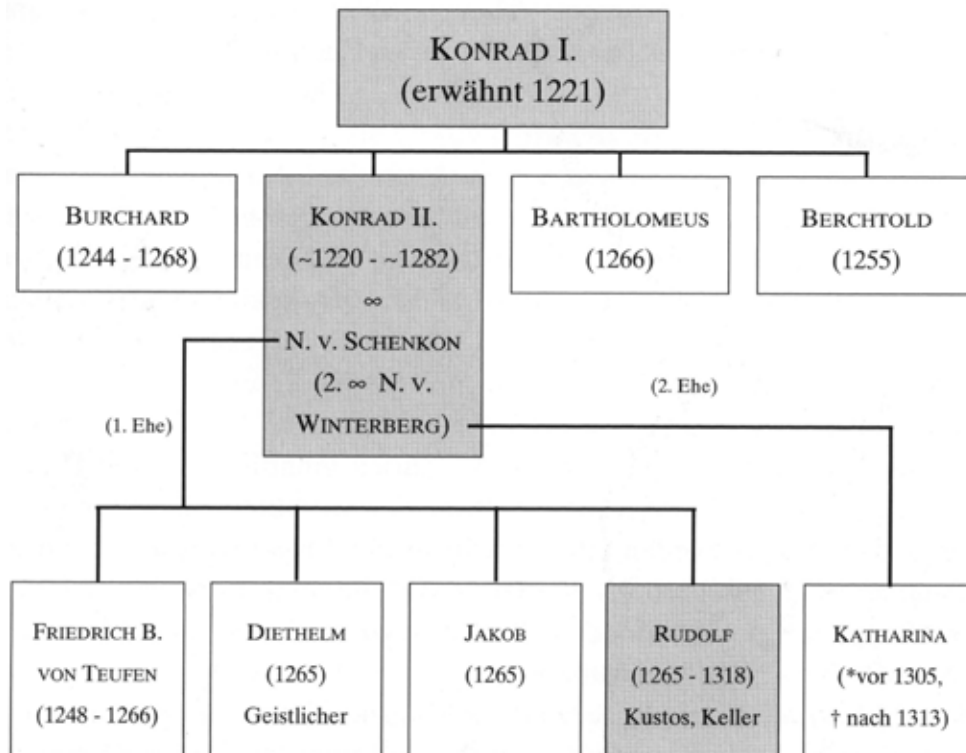 KONRAD I.
(erwähnt 1221)
BURCHARD
(1244 - 1268)
KONRAD II.
(~1220 - ~1282)
∞
N. V. SCHENKON
(2. ∞ N. V.
WINTERBERG)
BARTHOLOMEUS
(1266)
BERCHTOLD
(1255)
(1. Ehe)
(2. Ehe)
FRIEDRICH B.
VON TEUFEN
(1248 - 1266)
DIETHELM
(1265)
Geistlicher
JAKOB
(1265)
RUDOLF
(1265 - 1318)
Kustos, Keller
KATHARINA
(*vor 1305,
† nach 1313)